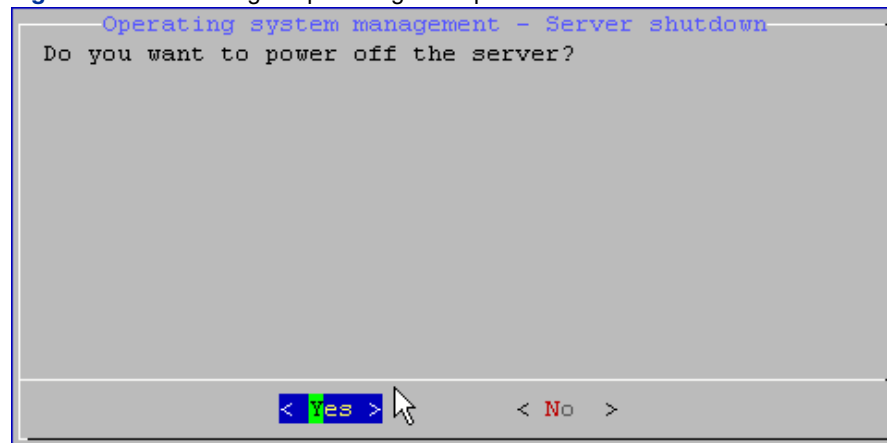 Operating system management - Server shutdown
Do you want to power off the server?
< Yes > < No >